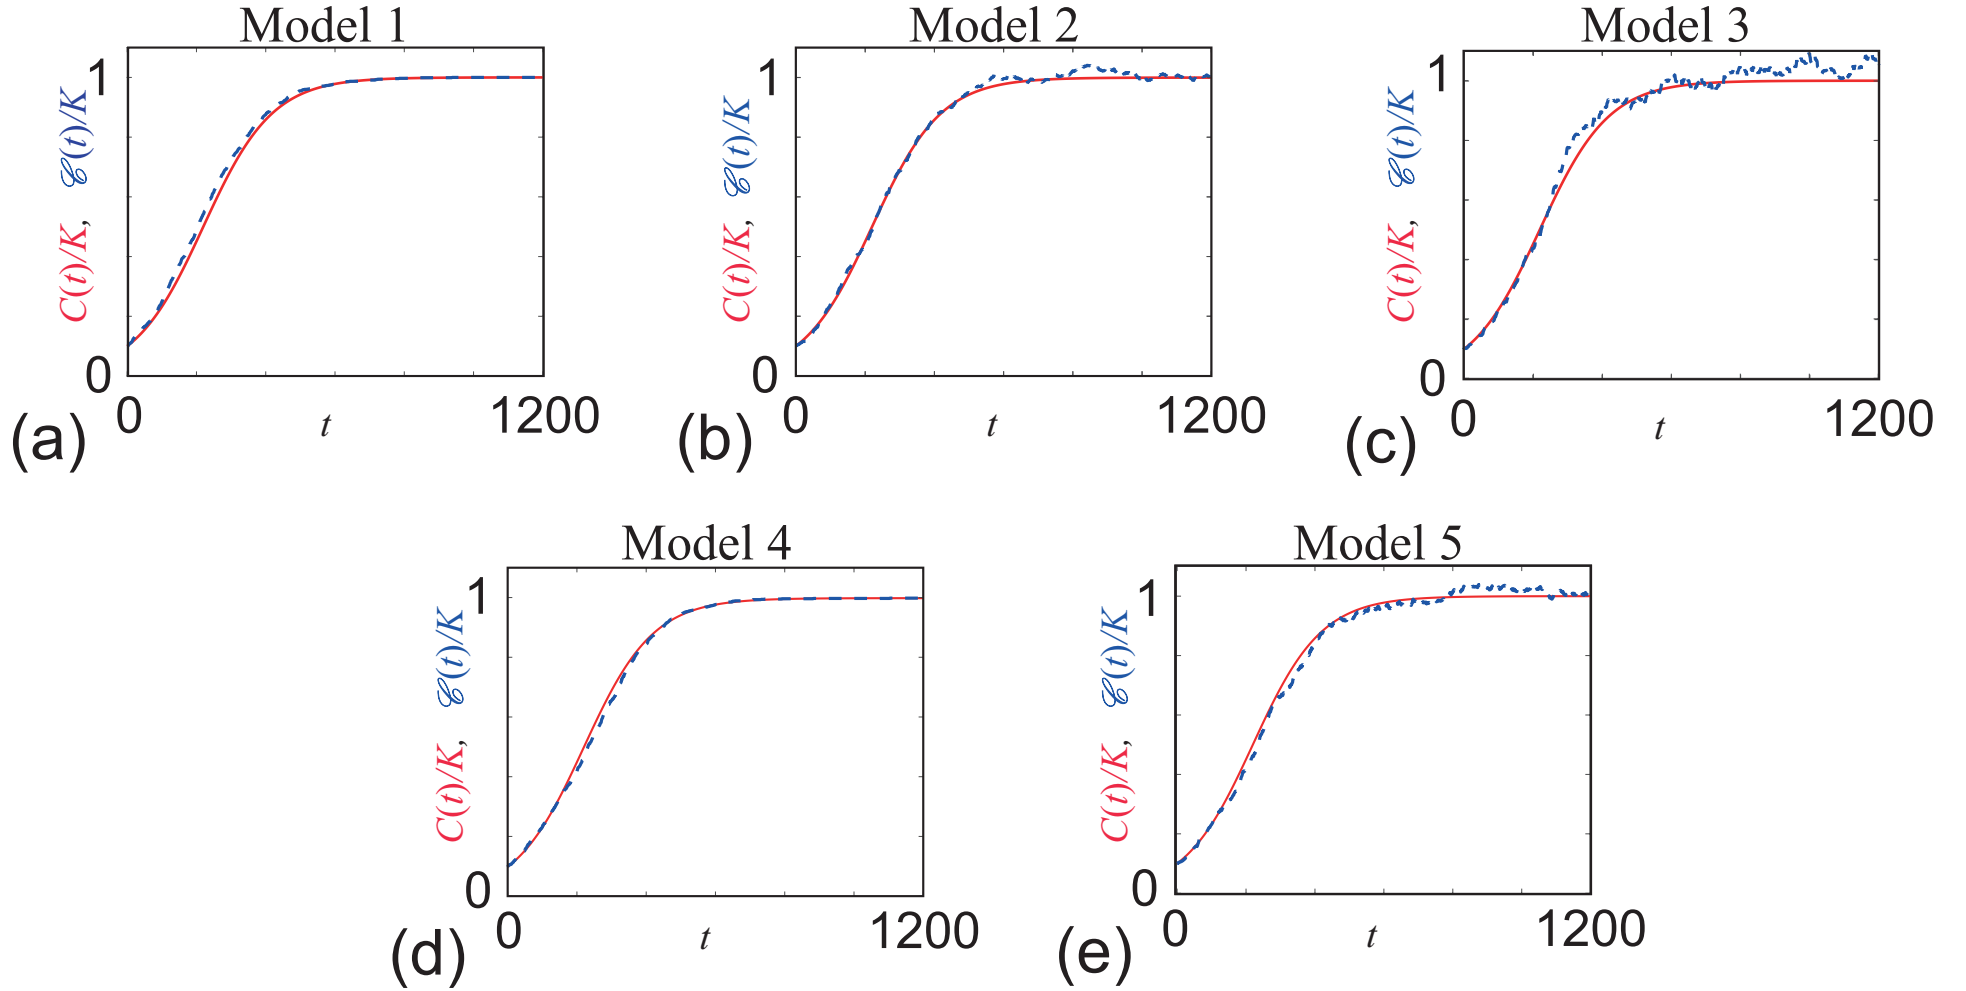 Model 1
1
C(t)/K, 𝒞(t)/K
0
0
t
1200
(a)
Model 2
1
C(t)/K, 𝒞(t)/K
0
0
t
1200
(b)
Model 3
1
C(t)/K, 𝒞(t)/K
0
0
t
1200
(c)
Model 4
1
C(t)/K, 𝒞(t)/K
0
0
t
1200
(d)
Model 5
1
C(t)/K, 𝒞(t)/K
0
0
t
1200
(e)